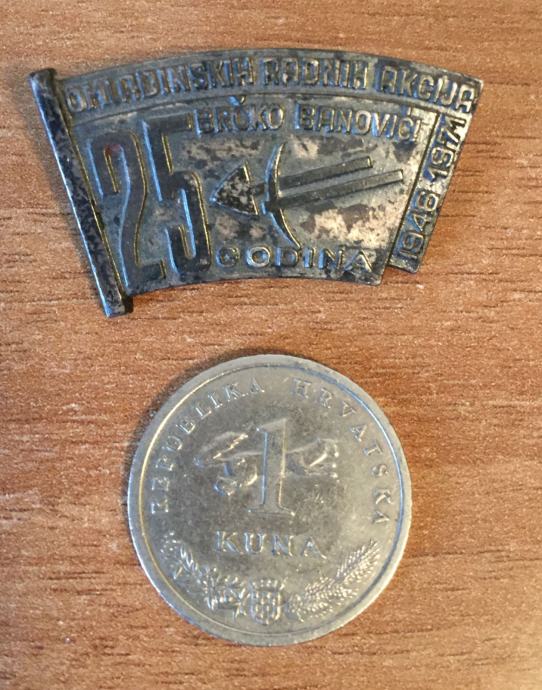 OMLADINSKIH RADNIH AKCIJA
BRČKO BANOVIĆI
25
GODINA
1946-1971
REPUBLIKA HRVATSKA
1
KUNA